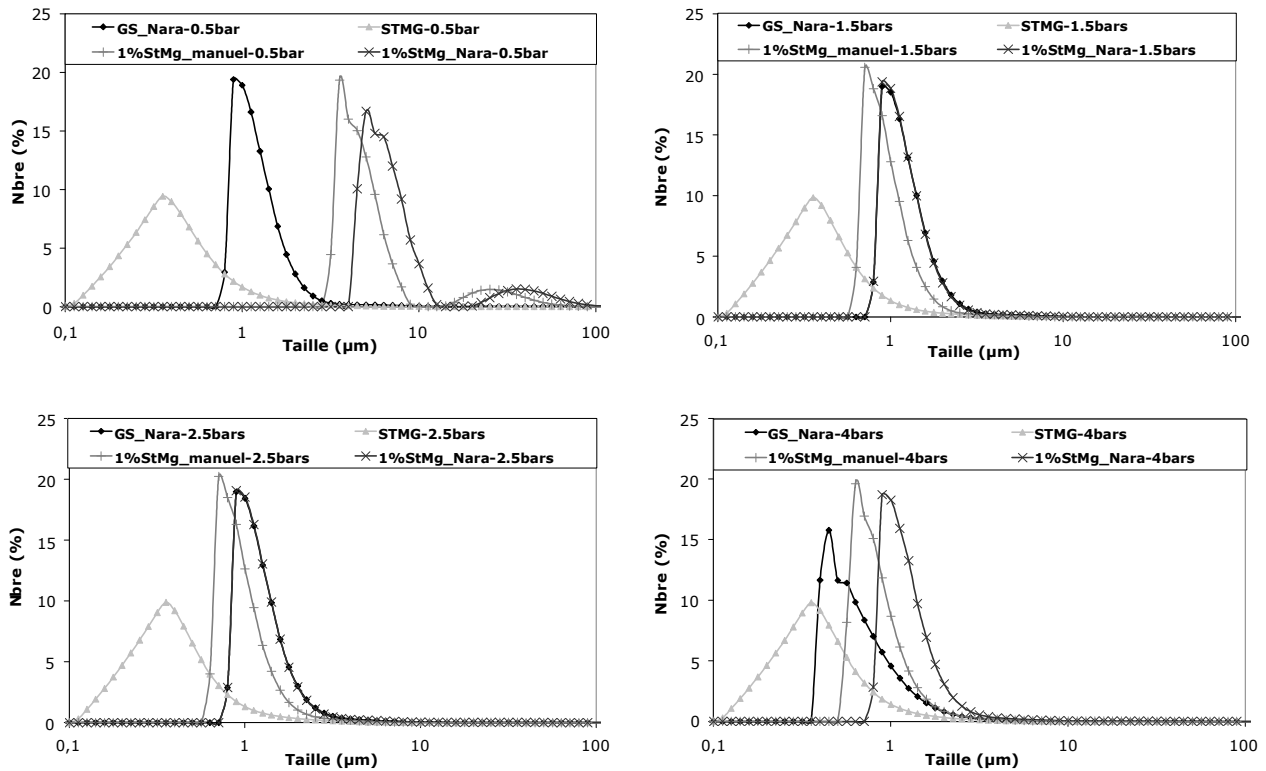 25
20
15
10
5
0
Nbre (%)
GS_Nara-0.5bar
STMG-0.5bar
1%StMg_manuel-0.5bar
1%StMg_Nara-0.5bar
0,1
1
10
100
Taille (µm)
25
20
15
10
5
0
Nbre (%)
GS_Nara-1.5bars
STMG-1.5bars
1%StMg_manuel-1.5bars
1%StMg_Nara-1.5bars
0,1
1
10
100
Taille (µm)
25
20
15
10
5
0
Nbre (%)
GS_Nara-2.5bars
STMG-2.5bars
1%StMg_manuel-2.5bars
1%StMg_Nara-2.5bars
0,1
1
10
100
Taille (µm)
25
20
15
10
5
0
Nbre (%)
GS_Nara-4bars
STMG-4bars
1%StMg_manuel-4bars
1%StMg_Nara-4bars
0,1
1
10
100
Taille (µm)